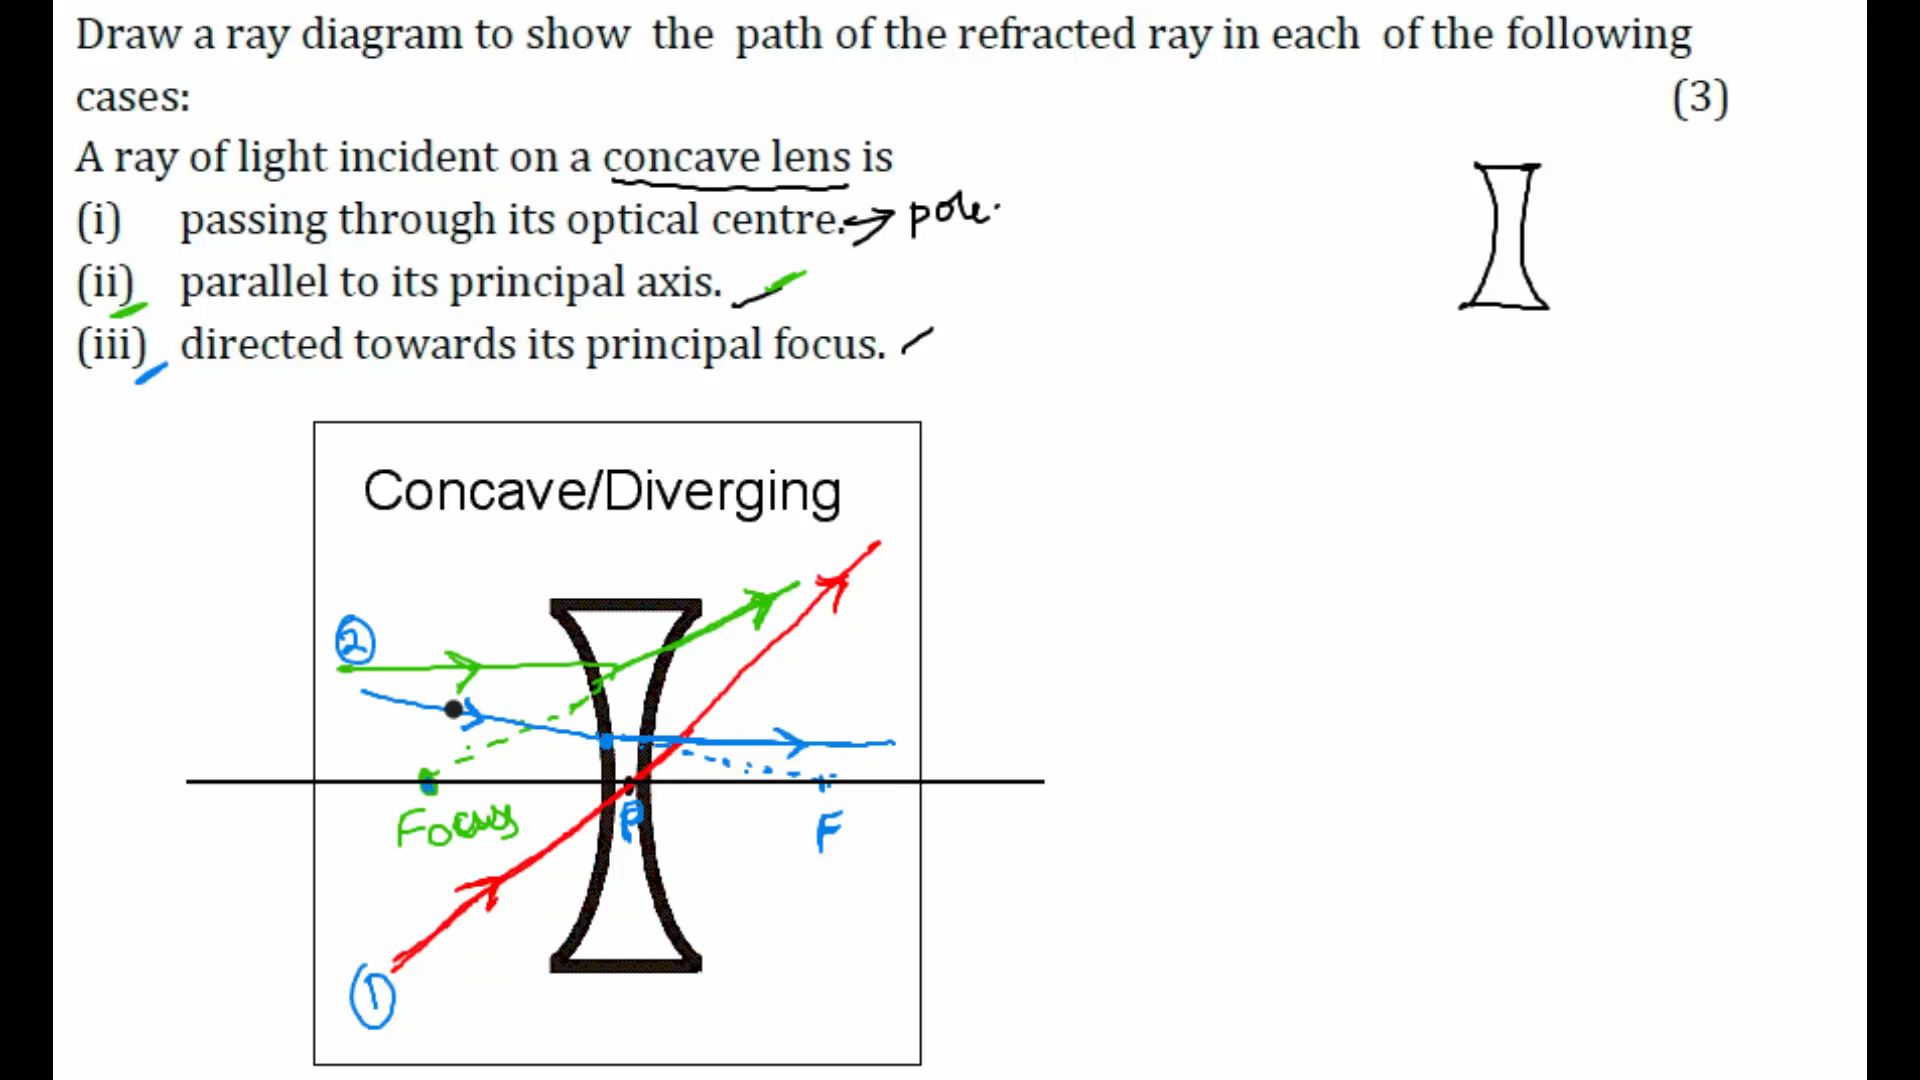 Draw a ray diagram to show the path of the refracted ray in each of the following
cases: (3)
A ray of light incident on a concave lens is
(i) passing through its optical centre. → pole.
(ii) parallel to its principal axis.
(iii) directed towards its principal focus.
Concave/Diverging
2
Focus
P
F
1